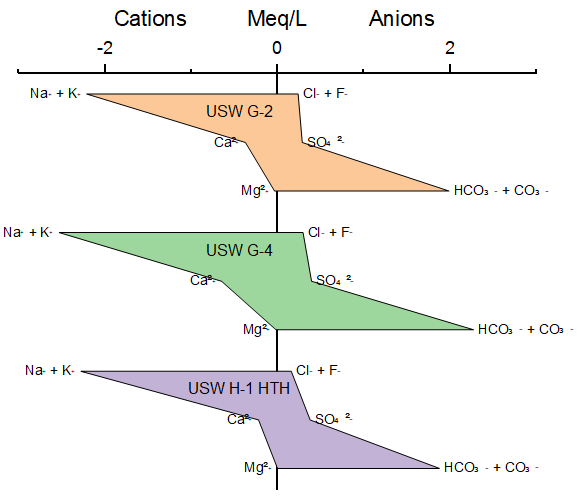 Cations Meq/L Anions
-2 0 2
Na- + K- Cl- + F-
USW G-2
Ca²- SO₄ ²-
Mg²- HCO₃ - + CO₃ -
Na- + K- Cl- + F-
USW G-4
Ca²- SO₄ ²-
Mg²- HCO₃ - + CO₃ -
Na- + K- Cl- + F-
USW H-1 HTH
Ca²- SO₄ ²-
Mg²- HCO₃ - + CO₃ -